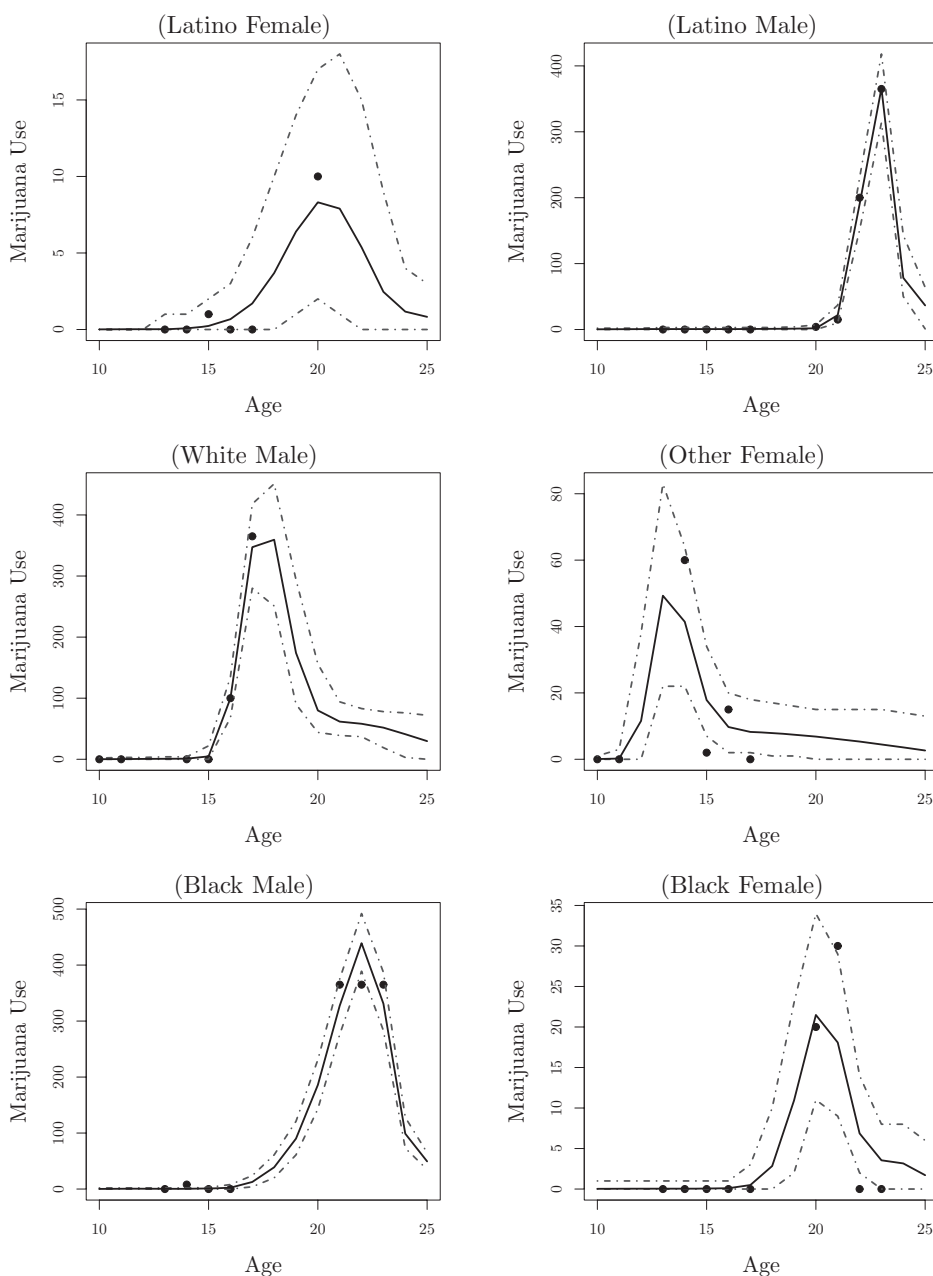 (Latino Female)
Marijuana Use
0 5 10 15
10 15 20 25
Age
(Latino Male)
Marijuana Use
0 100 200 300 400
10 15 20 25
Age
(White Male)
Marijuana Use
0 100 200 300 400
10 15 20 25
Age
(Other Female)
Marijuana Use
0 20 40 60 80
10 15 20 25
Age
(Black Male)
Marijuana Use
0 100 200 300 400 500
10 15 20 25
Age
(Black Female)
Marijuana Use
0 5 10 15 20 25 30 35
10 15 20 25
Age